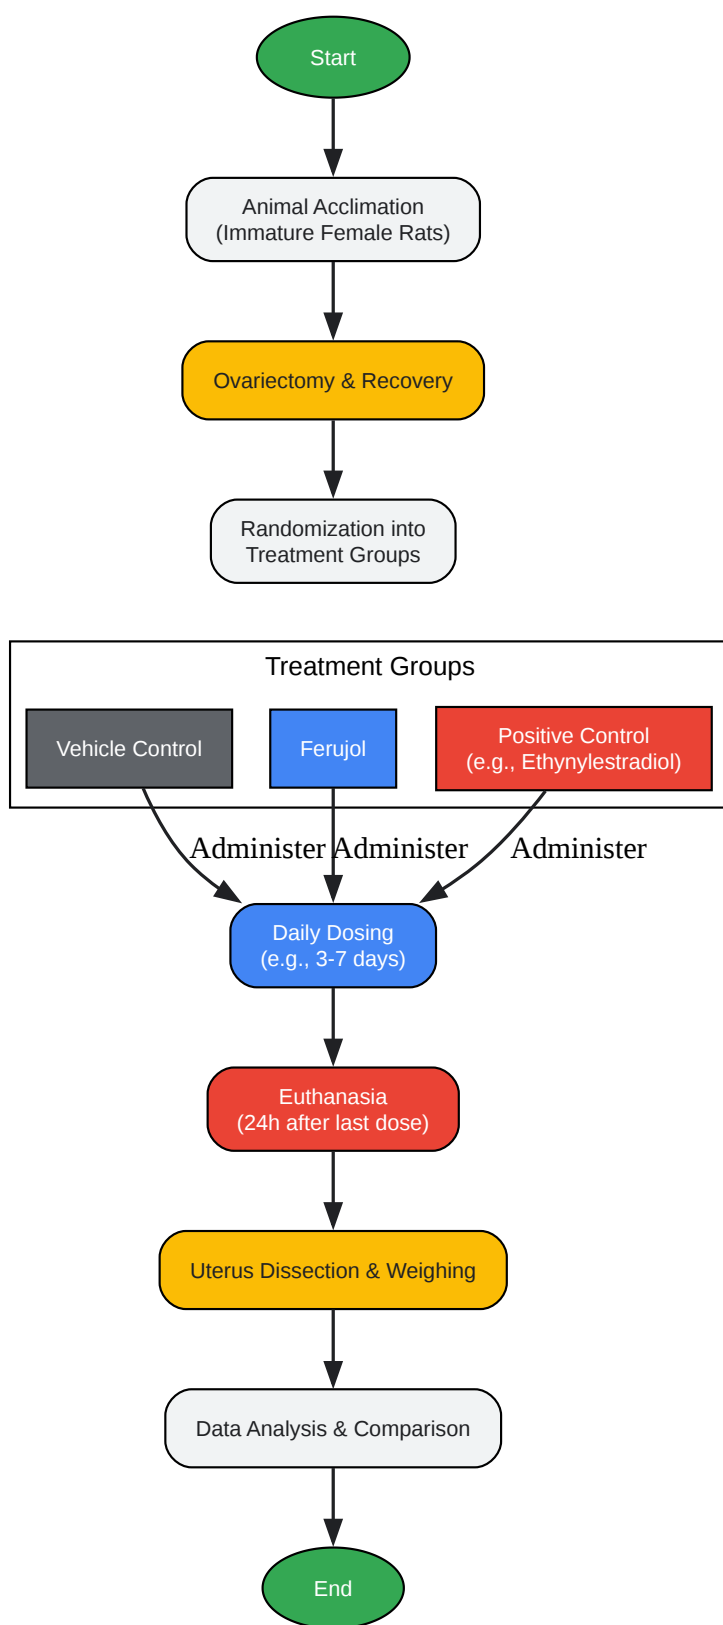 Start
Animal Acclimation
(Immature Female Rats)
Ovariectomy & Recovery
Randomization into
Treatment Groups
Treatment Groups
Vehicle Control
Ferujol
Positive Control
(e.g., Ethynylestradiol)
Administer
Administer
Administer
Daily Dosing
(e.g., 3-7 days)
Euthanasia
(24h after last dose)
Uterus Dissection & Weighing
Data Analysis & Comparison
End